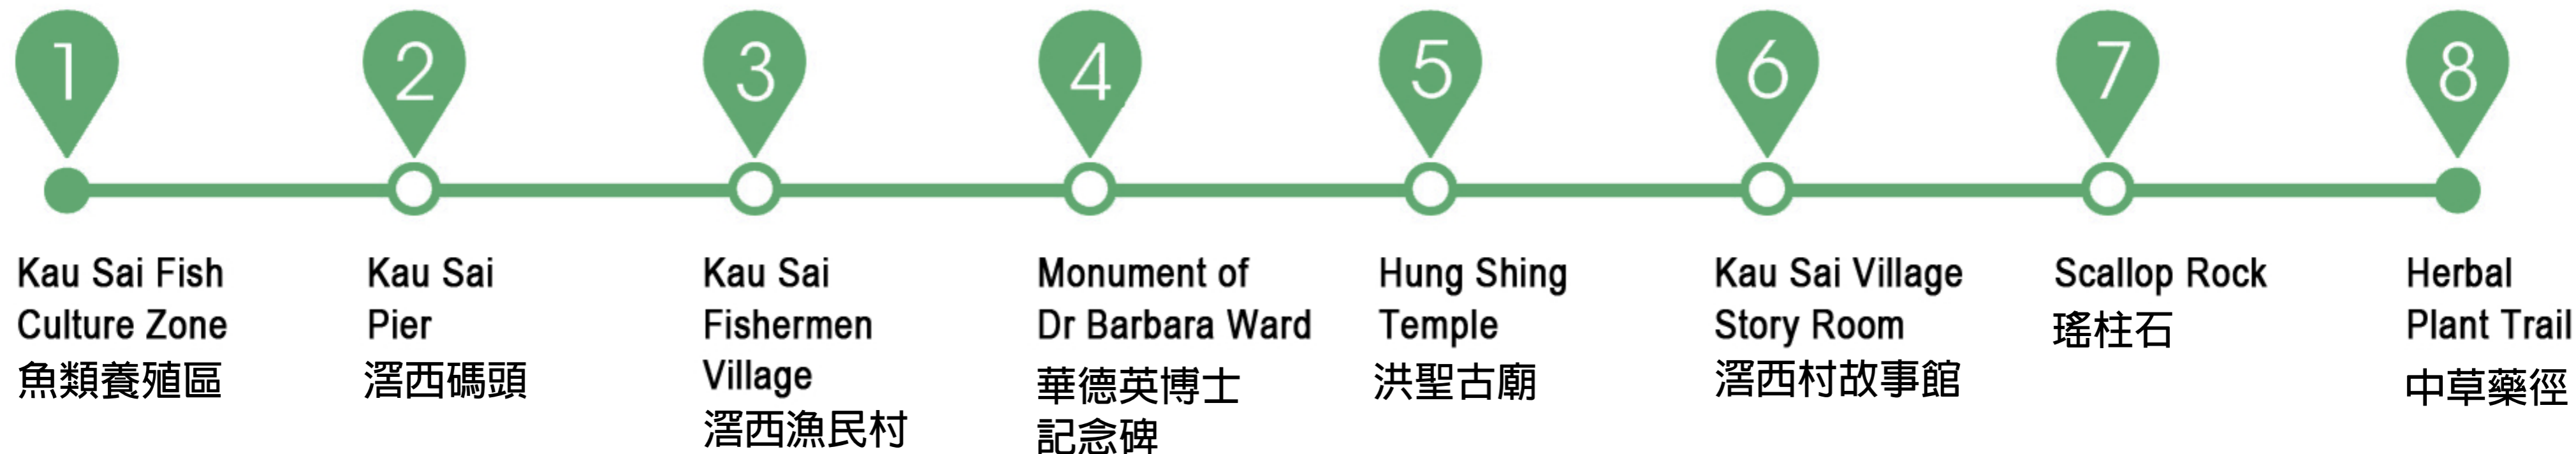 1
2
3
4
5
6
7
8
Kau Sai Fish
Culture Zone
魚類養殖區
Kau Sai
Pier
滘西碼頭
Kau Sai
Fishermen
Village
滘西漁民村
Monument of
Dr Barbara Ward
華德英博士
記念碑
Hung Shing
Temple
洪聖古廟
Kau Sai Village
Story Room
滘西村故事館
Scallop Rock
瑤柱石
Herbal
Plant Trail
中草藥徑